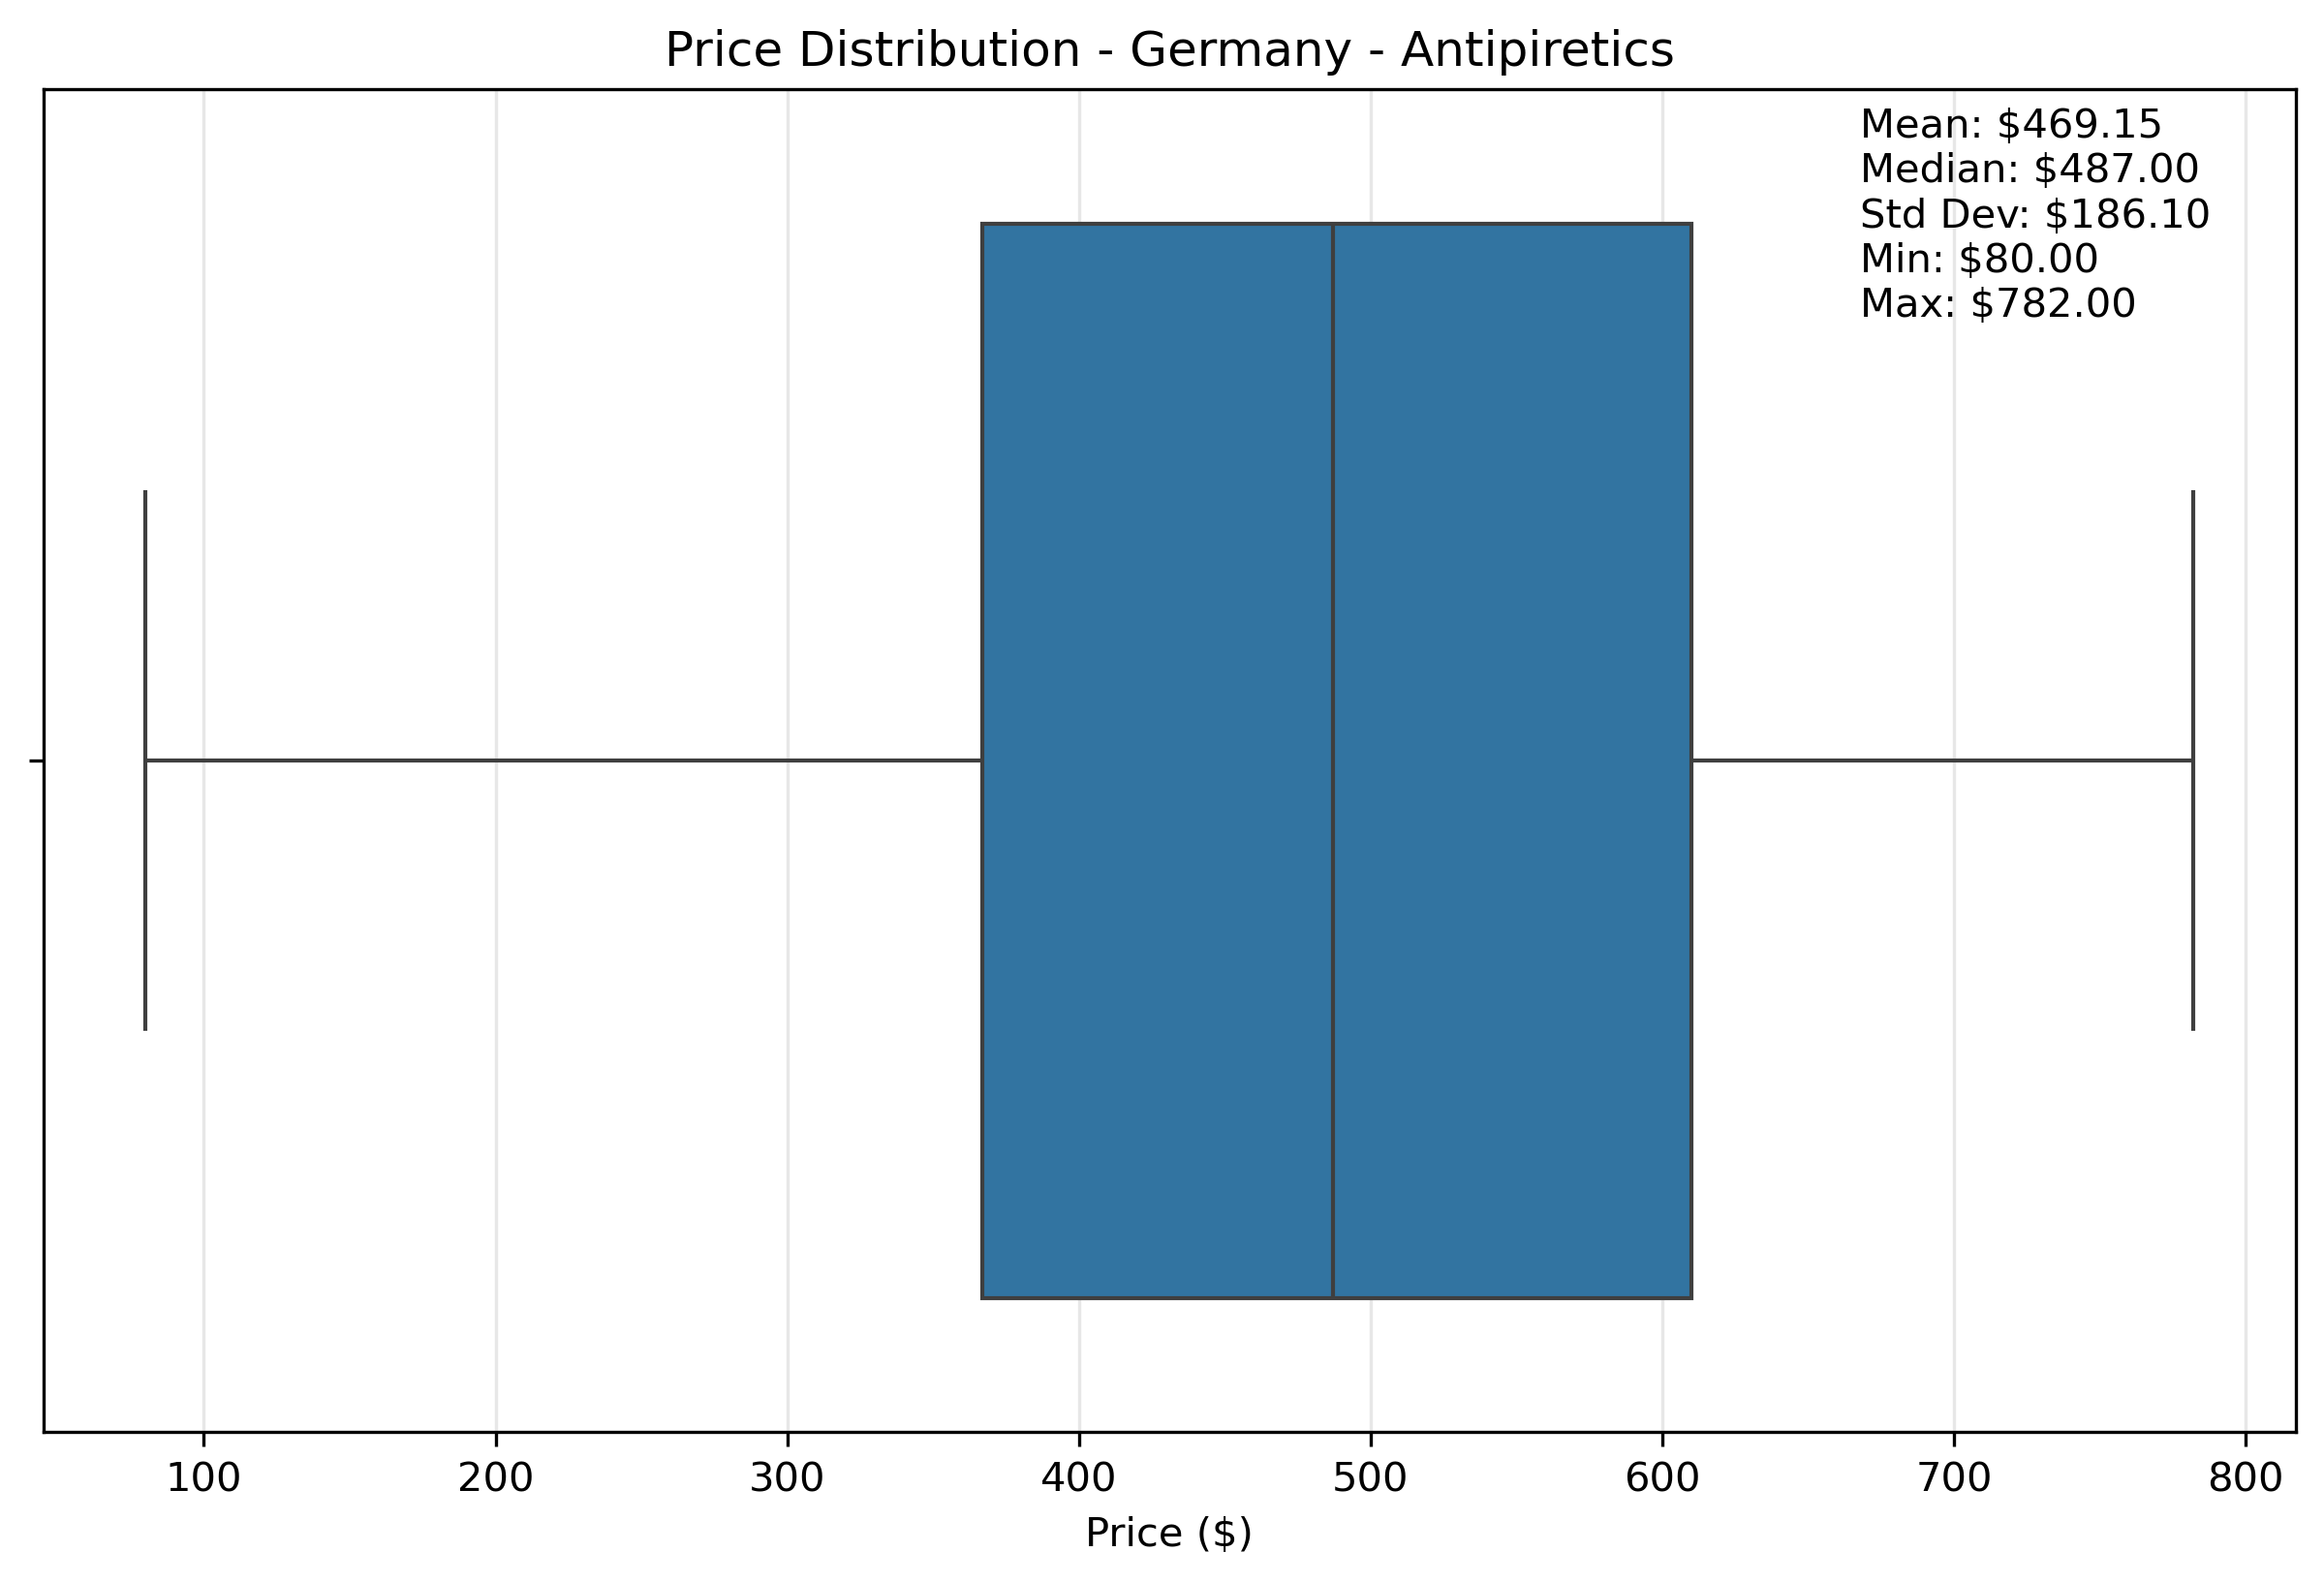 Price Distribution - Germany - Antipiretics
Mean: $469.15
Median: $487.00
Std Dev: $186.10
Min: $80.00
Max: $782.00
100 200 300 400 500 600 700 800
Price ($)